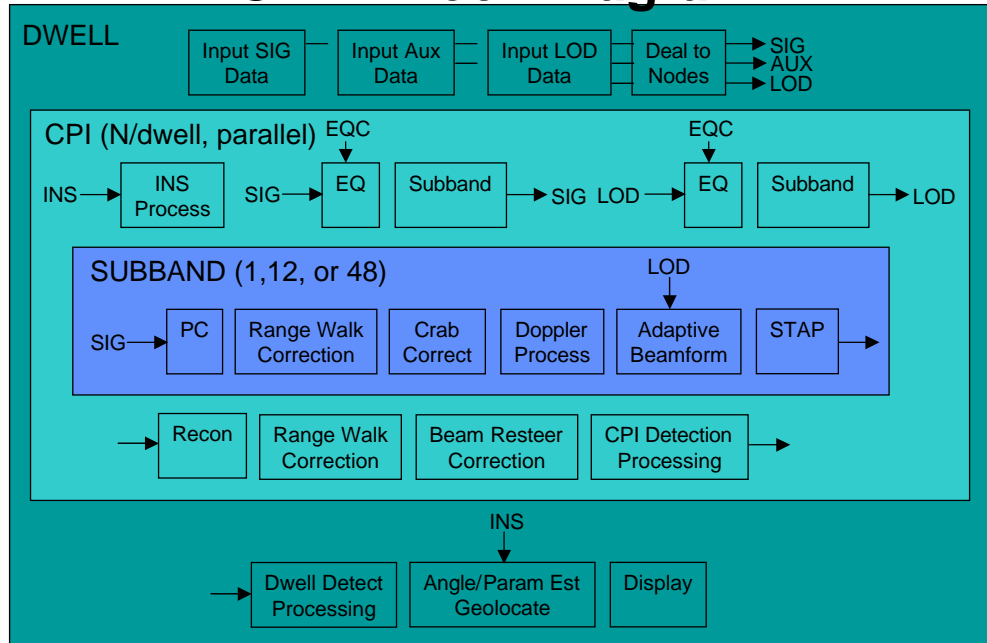 DWELL
Input SIG
Data
Input Aux
Data
Input LOD
Data
Deal to
Nodes
SIG
AUX
LOD
CPI (N/dwell, parallel)
EQC
EQC
INS
INS
Process
SIG
EQ
Subband
SIG
LOD
EQ
Subband
LOD
SUBBAND (1,12, or 48)
LOD
SIG
PC
Range Walk
Correction
Crab
Correct
Doppler
Process
Adaptive
Beamform
STAP
Recon
Range Walk
Correction
Beam Resteer
Correction
CPI Detection
Processing
INS
Dwell Detect
Processing
Angle/Param Est
Geolocate
Display